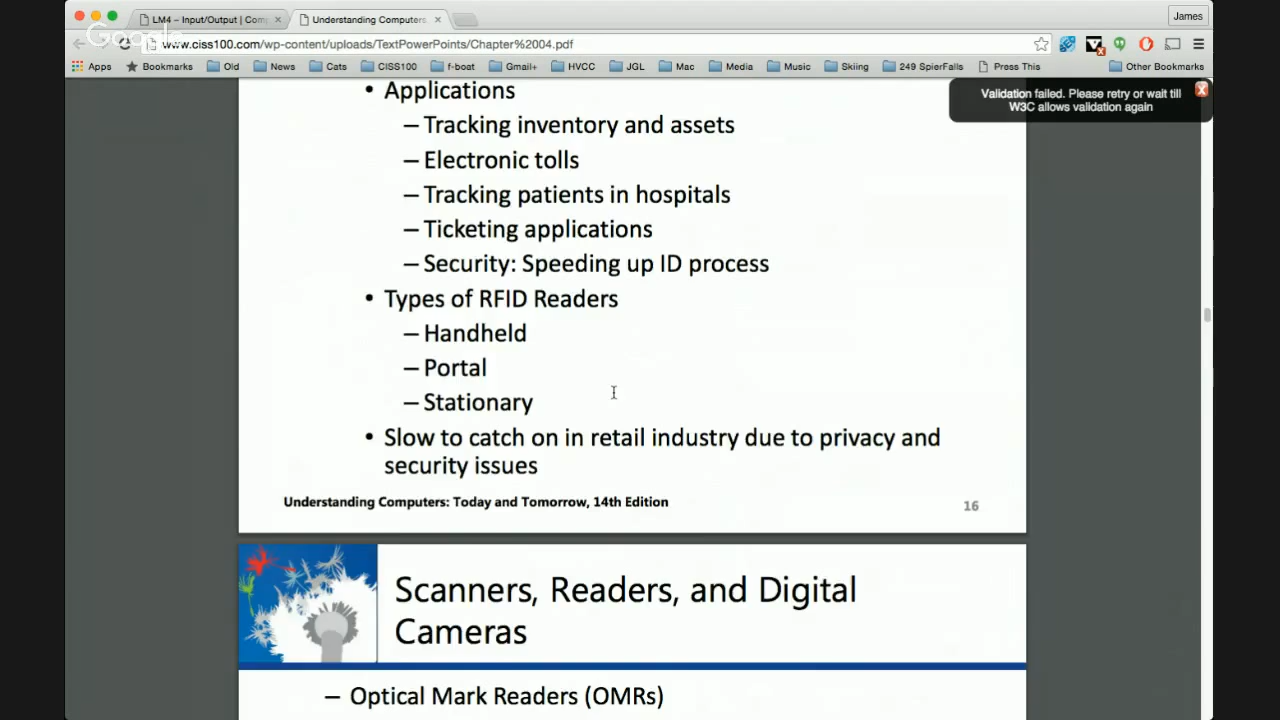 LM4 – Input/Output | Com
Understanding Computers
James
Google
www.ciss100.com/wp-content/uploads/TextPowerPoints/Chapter%2004.pdf
Apps Bookmarks Old News Cats CISS100 f-boat Gmail+ HVCC JGL Mac Media Music Skiing 249 SpierFalls Press This Other Bookmarks
Validation failed. Please retry or wait till
W3C allows validation again
• Applications
– Tracking inventory and assets
– Electronic tolls
– Tracking patients in hospitals
– Ticketing applications
– Security: Speeding up ID process
• Types of RFID Readers
– Handheld
– Portal
– Stationary
• Slow to catch on in retail industry due to privacy and
security issues
Understanding Computers: Today and Tomorrow, 14th Edition
16
Scanners, Readers, and Digital
Cameras
– Optical Mark Readers (OMRs)